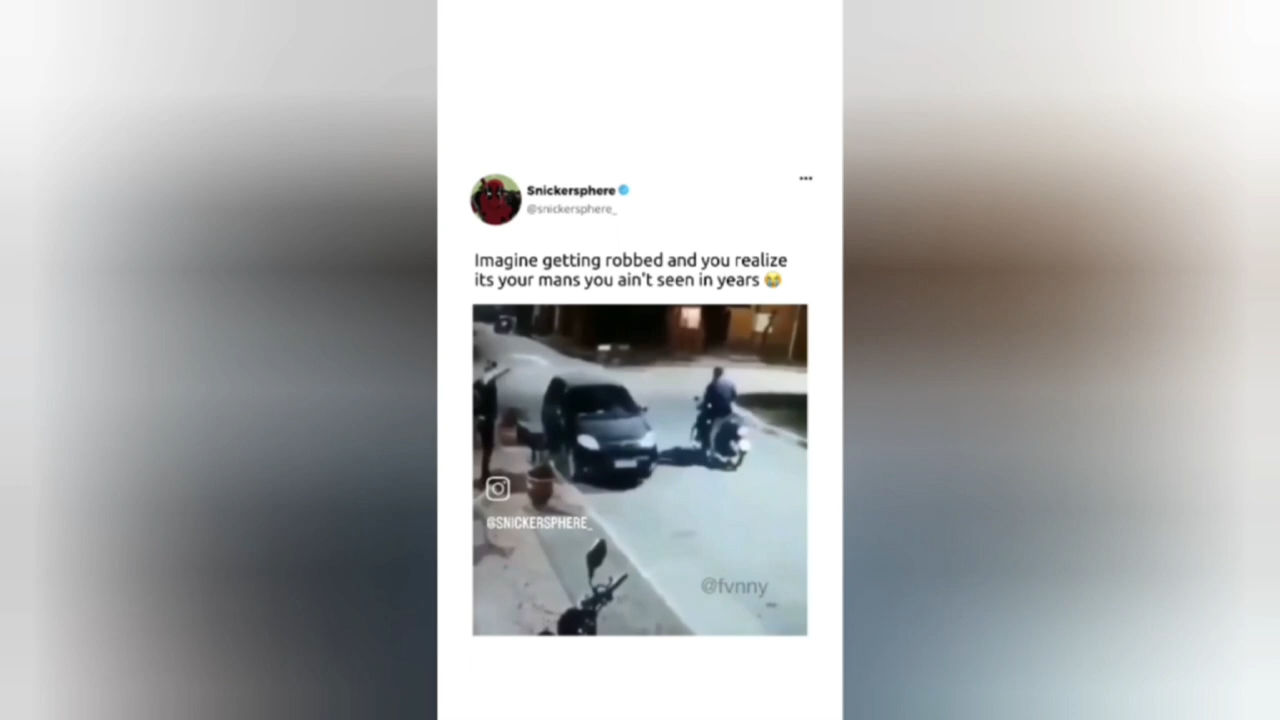 Snickersphere
@snickersphere_
Imagine getting robbed and you realize
its your mans you ain't seen in years 😭
@SNICKERSPHERE_
@fvnny